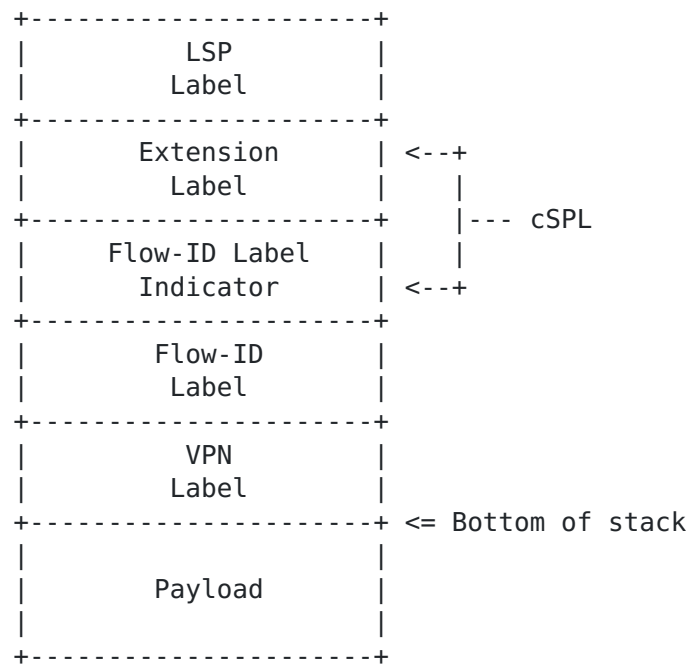 +----------------------+
|          LSP         |
|         Label        |
+----------------------+
|       Extension      | <--+
|         Label        |    |
+----------------------+    |--- cSPL
|     Flow-ID Label    |    |
|       Indicator      | <--+
+----------------------+
|        Flow-ID       |
|         Label        |
+----------------------+
|          VPN         |
|         Label        |
+----------------------+ <= Bottom of stack
|                      |
|        Payload       |
|                      |
+----------------------+